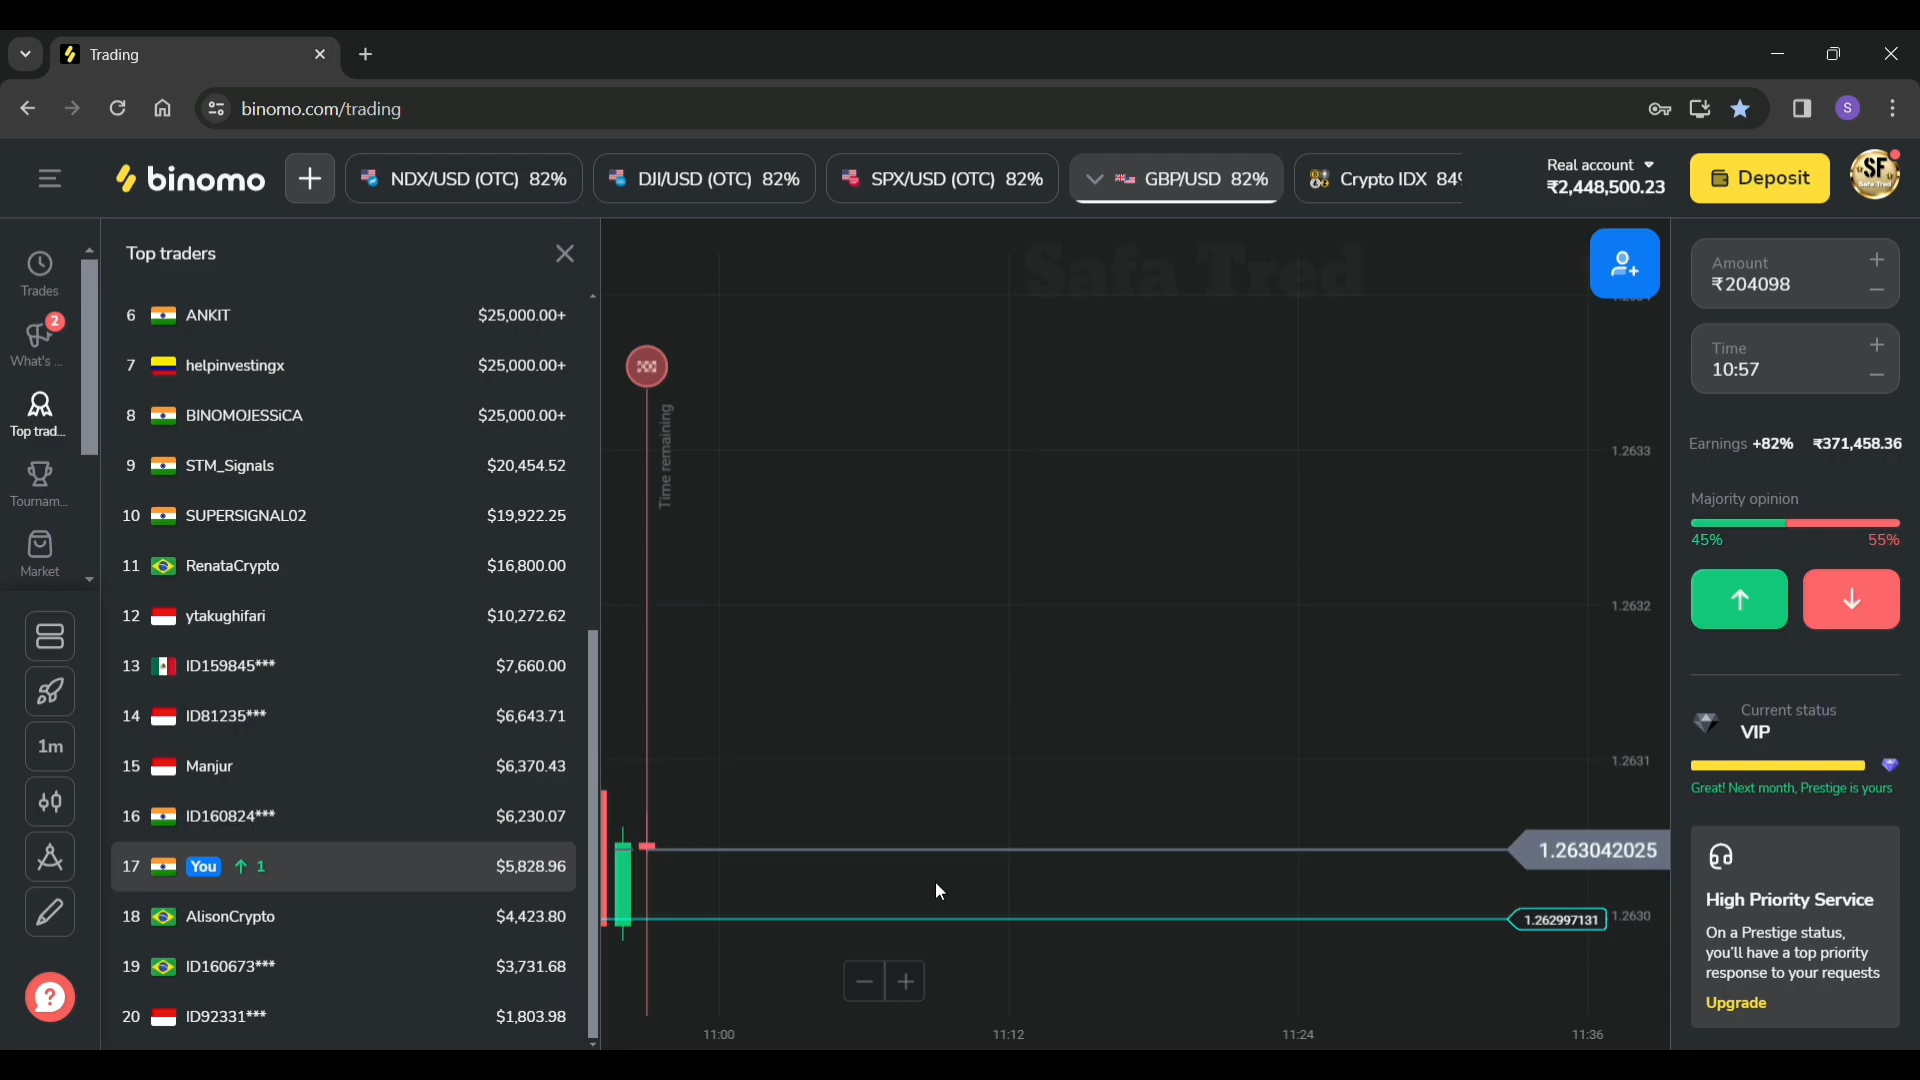 Trading
binomo.com/trading
S
binomo
NDX/USD (OTC) 82%
DJI/USD (OTC) 82%
SPX/USD (OTC) 82%
GBP/USD 82%
Crypto IDX 84%
Real account
₹2,448,500.23
Deposit
SF
Safa Tred
Trades
2
What's ...
Top trad...
Tournam...
Market
1m
Top traders
6 ANKIT $25,000.00+
7 helpinvestingx $25,000.00+
8 BINOMOJESSiCA $25,000.00+
9 STM_Signals $20,454.52
10 SUPERSIGNAL02 $19,922.25
11 RenataCrypto $16,800.00
12 ytakughifari $10,272.62
13 ID159845*** $7,660.00
14 ID81235*** $6,643.71
15 Manjur $6,370.43
16 ID160824*** $6,230.07
17 You ↑ 1 $5,828.96
18 AlisonCrypto $4,423.80
19 ID160673*** $3,731.68
20 ID92331*** $1,803.98
Safa Tred
Time remaining
1.2633
1.2632
1.2631
1.263042025
1.262997131
1.2630
11:00
11:12
11:24
11:36
Amount
₹204098
Time
10:57
Earnings +82% ₹371,458.36
Majority opinion
45% 55%
Current status
VIP
Great! Next month, Prestige is yours
High Priority Service
On a Prestige status,
you'll have a top priority
response to your requests
Upgrade